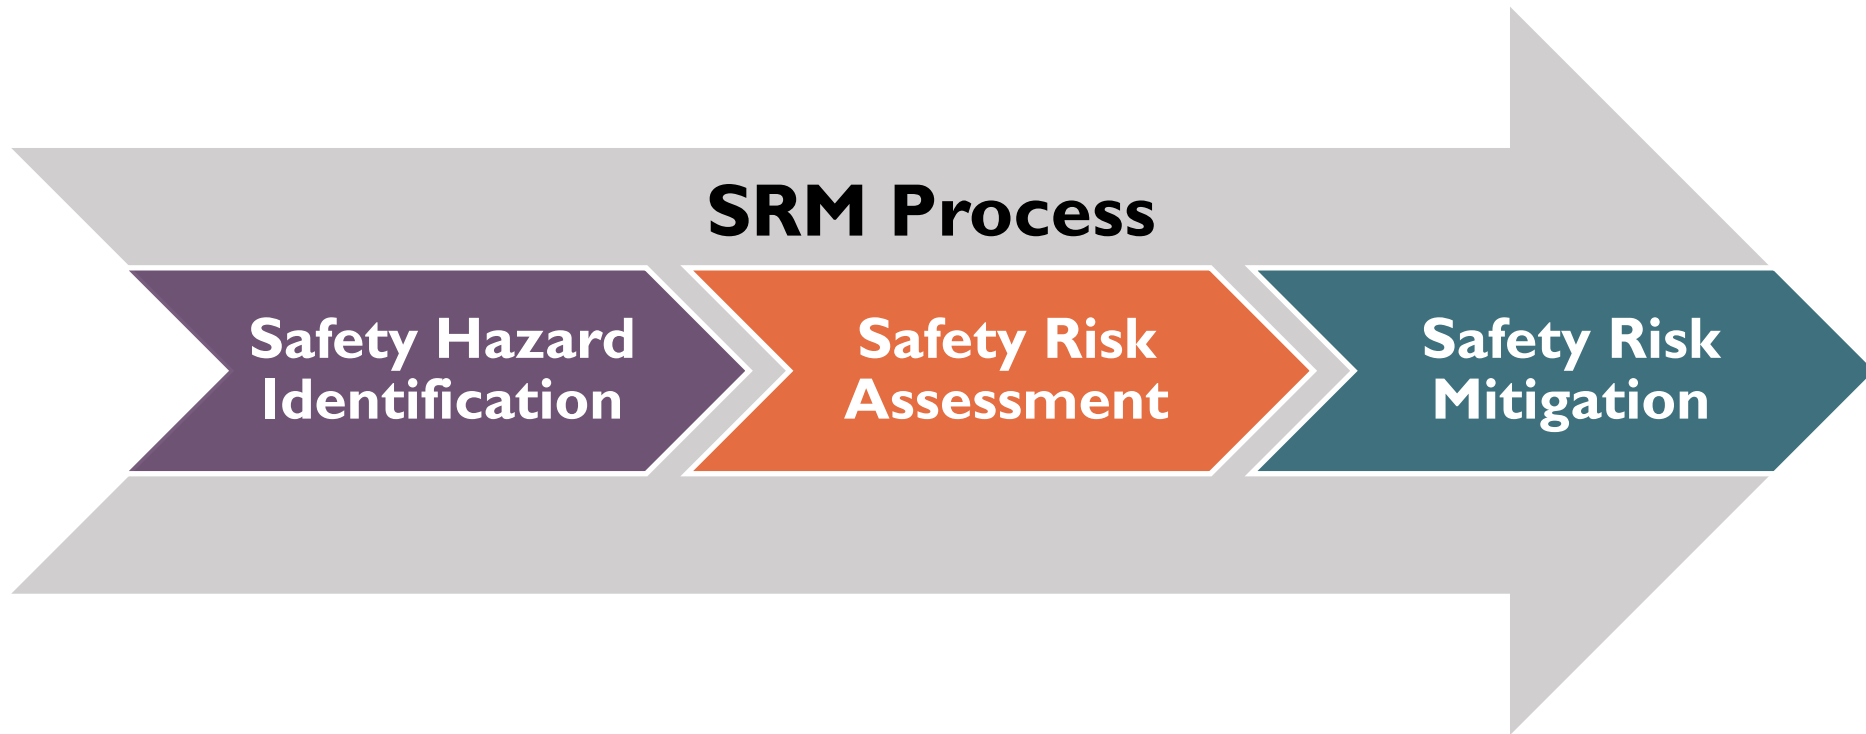 SRM Process
Safety Hazard
Identification
Safety Risk
Assessment
Safety Risk
Mitigation